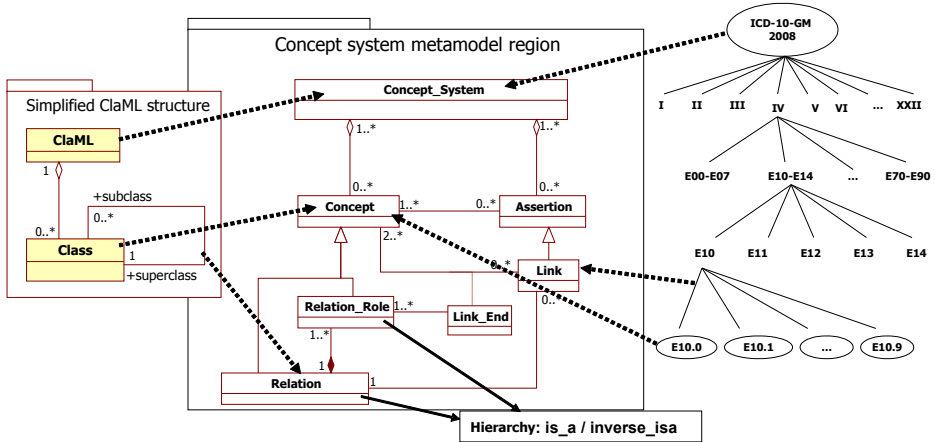 Concept system metamodel region
Simplified ClaML structure
ClaML
1
0..*
+subclass
0..*
Class
1
+superclass
Concept_System
1..*
1..*
0..*
0..*
Concept
1..*
0..*
Assertion
2..*
0..*
Link
0..
Relation_Role
1..*
Link_End
1..*
1
Relation
1
Hierarchy: is_a / inverse_isa
ICD-10-GM
2008
I II III IV V VI ... XXII
E00-E07 E10-E14 ... E70-E90
E10 E11 E12 E13 E14
E10.0 E10.1 ... E10.9